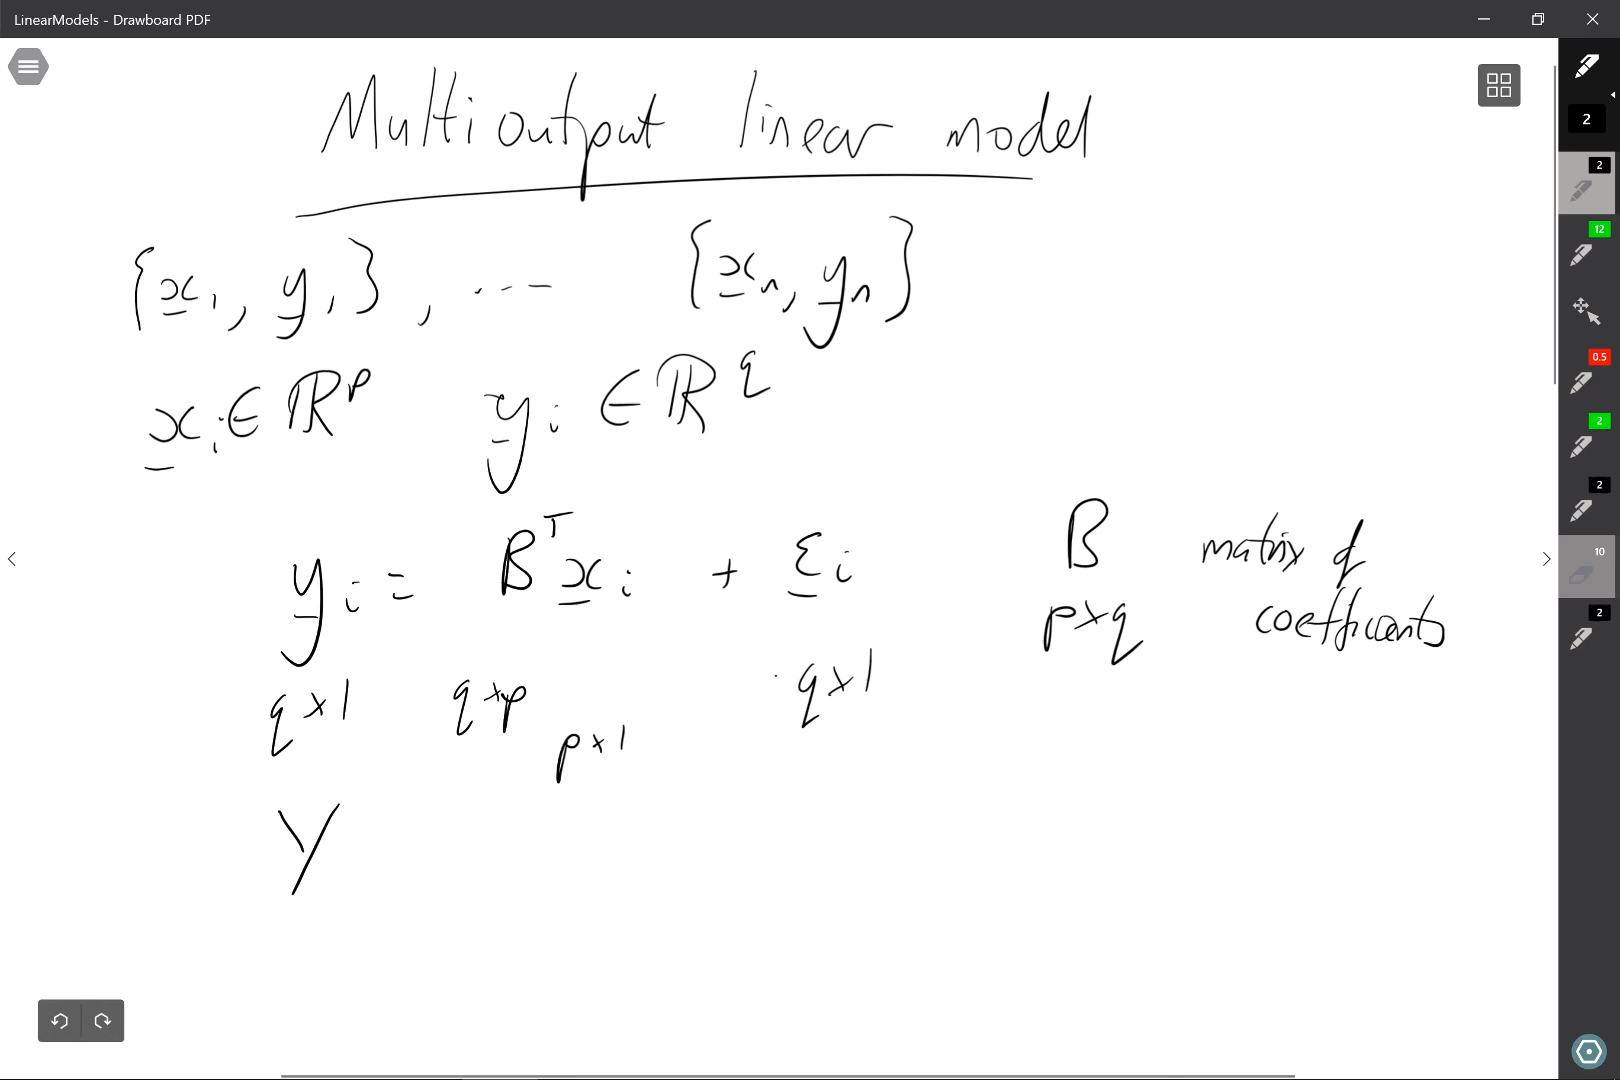 LinearModels - Drawboard PDF
Multioutput linear model
{x₁, y₁}, ... {xₙ, yₙ}
xᵢ ∈ ℝᵖ yᵢ ∈ ℝ^q
yᵢ = Bᵀxᵢ + εᵢ
B matrix of
p×q coefficients
q×1 q×p p×1 q×1
Y
2
2
12
0.5
2
2
10
2